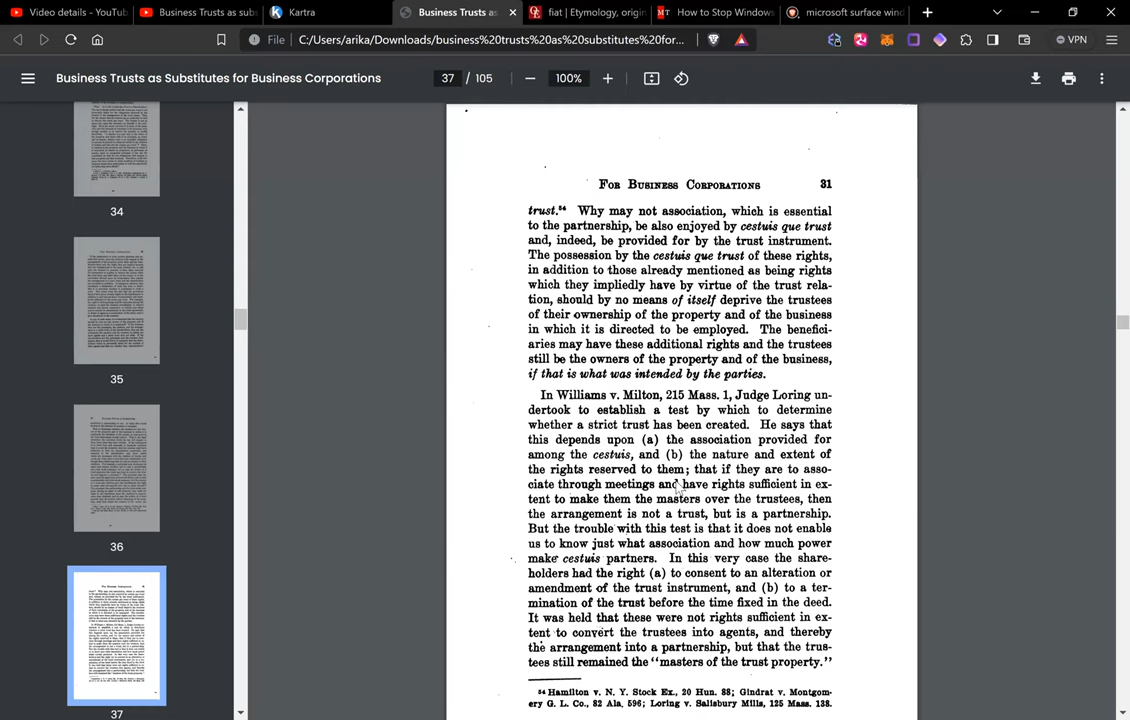 Video details - YouTub
Business Trusts as sub
Kartra
Business Trusts as
fiat | Etymology, origin
How to Stop Windows
microsoft surface wind
File
C:/Users/arika/Downloads/business%20trusts%20as%20substitutes%20for...
VPN
Business Trusts as Substitutes for Business Corporations
37 / 105
100%
34
35
36
37
FOR BUSINESS CORPORATIONS 31
trust.⁵⁴ Why may not association, which is essential
to the partnership, be also enjoyed by cestuis que trust
and, indeed, be provided for by the trust instrument.
The possession by the cestuis que trust of these rights,
in addition to those already mentioned as being rights
which they impliedly have by virtue of the trust rela-
tion, should by no means of itself deprive the trustees
of their ownership of the property and of the business
in which it is directed to be employed. The benefici-
aries may have these additional rights and the trustees
still be the owners of the property and of the business,
if that is what was intended by the parties.
In Williams v. Milton, 215 Mass. 1, Judge Loring un-
dertook to establish a test by which to determine
whether a strict trust has been created. He says that
this depends upon (a) the association provided for
among the cestuis, and (b) the nature and extent of
the rights reserved to them; that if they are to asso-
ciate through meetings and have rights sufficient in ex-
tent to make them the masters over the trustees, then
the arrangement is not a trust, but is a partnership.
But the trouble with this test is that it does not enable
us to know just what association and how much power
make cestuis partners. In this very case the share-
holders had the right (a) to consent to an alteration or
amendment of the trust instrument, and (b) to a ter-
mination of the trust before the time fixed in the deed.
It was held that these were not rights sufficient in ex-
tent to convert the trustees into agents, and thereby
the arrangement into a partnership, but that the trus-
tees still remained the "masters of the trust property."
⁵⁴ Hamilton v. N. Y. Stock Ex., 20 Hun. 88; Gindrat v. Montgom-
ery G. L. Co., 82 Ala. 596; Loring v. Salisbury Mills, 125 Mass. 138.